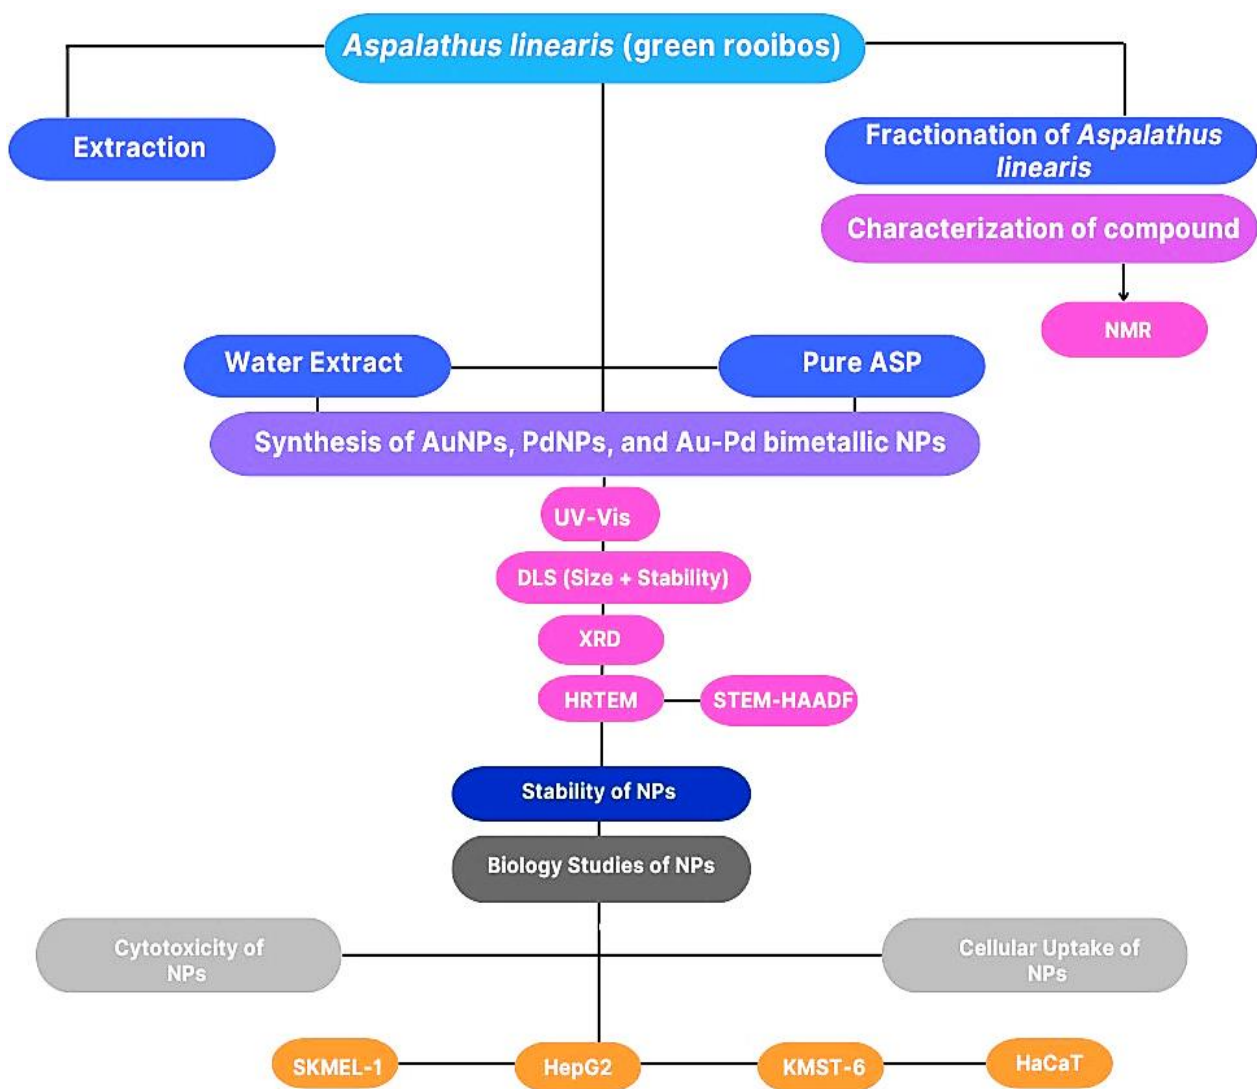 Aspalathus linearis (green rooibos)
Extraction
Fractionation of Aspalathus
linearis
Characterization of compound
NMR
Water Extract
Pure ASP
Synthesis of AuNPs, PdNPs, and Au-Pd bimetallic NPs
UV-Vis
DLS (Size + Stability)
XRD
HRTEM
STEM-HAADF
Stability of NPs
Biology Studies of NPs
Cytotoxicity of
NPs
Cellular Uptake of
NPs
SKMEL-1
HepG2
KMST-6
HaCaT